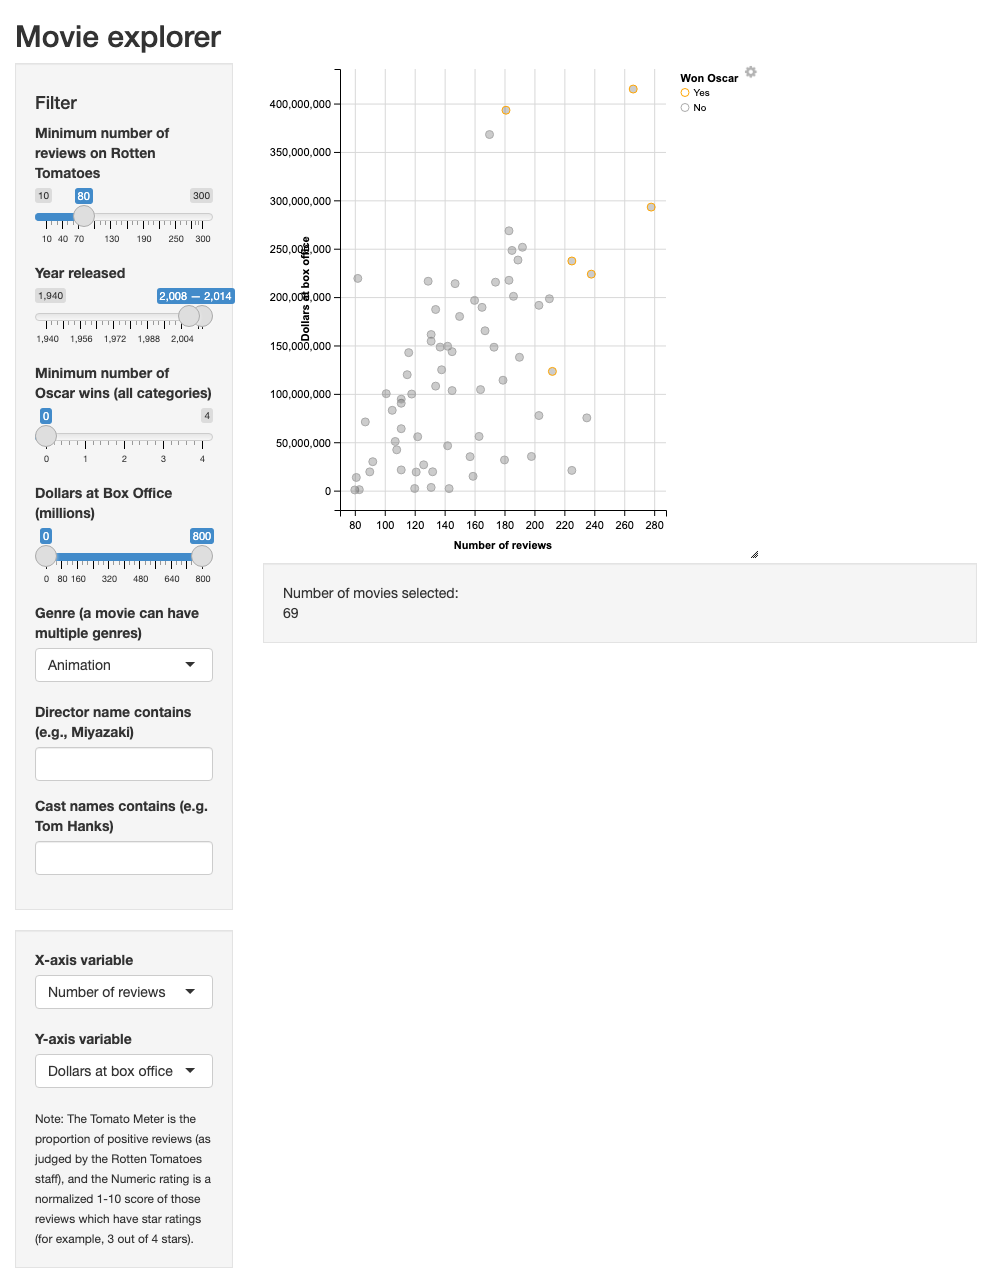 Movie explorer
Filter
Minimum number of
reviews on Rotten
Tomatoes
10 80 300
10 40 70 130 190 250 300
Year released
1,940 2,008 — 2,014
1,940 1,956 1,972 1,988 2,004
Minimum number of
Oscar wins (all categories)
0 4
0 1 2 3 4
Dollars at Box Office
(millions)
0 800
0 80 160 320 480 640 800
Genre (a movie can have
multiple genres)
Animation
Director name contains
(e.g., Miyazaki)
Cast names contains (e.g.
Tom Hanks)
X-axis variable
Number of reviews
Y-axis variable
Dollars at box office
Note: The Tomato Meter is the
proportion of positive reviews (as
judged by the Rotten Tomatoes
staff), and the Numeric rating is a
normalized 1-10 score of those
reviews which have star ratings
(for example, 3 out of 4 stars).
400,000,000
350,000,000
300,000,000
250,000,000
200,000,000
150,000,000
100,000,000
50,000,000
0
Dollars at box office
80 100 120 140 160 180 200 220 240 260 280
Number of reviews
Won Oscar
Yes
No
Number of movies selected:
69